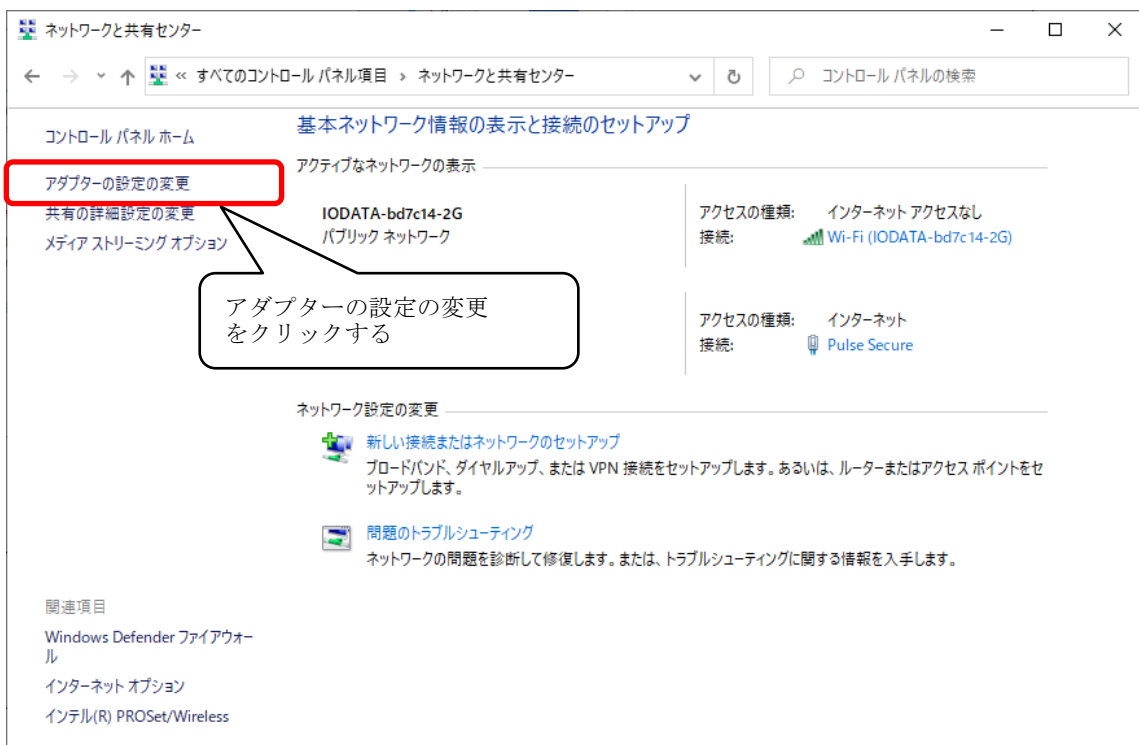 ネットワークと共有センター
« すべてのコントロール パネル項目 › ネットワークと共有センター
コントロール パネルの検索
コントロール パネル ホーム
アダプターの設定の変更
共有の詳細設定の変更
メディア ストリーミング オプション
基本ネットワーク情報の表示と接続のセットアップ
アクティブなネットワークの表示
IODATA-bd7c14-2G
パブリック ネットワーク
アクセスの種類: インターネット アクセスなし
接続: Wi-Fi (IODATA-bd7c14-2G)
アダプターの設定の変更
をクリックする
アクセスの種類: インターネット
接続: Pulse Secure
ネットワーク設定の変更
新しい接続またはネットワークのセットアップ
ブロードバンド、ダイヤルアップ、または VPN 接続をセットアップします。あるいは、ルーターまたはアクセス ポイントをセ
ットアップします。
問題のトラブルシューティング
ネットワークの問題を診断して修復します。または、トラブルシューティングに関する情報を入手します。
関連項目
Windows Defender ファイアウォー
ル
インターネット オプション
インテル(R) PROSet/Wireless